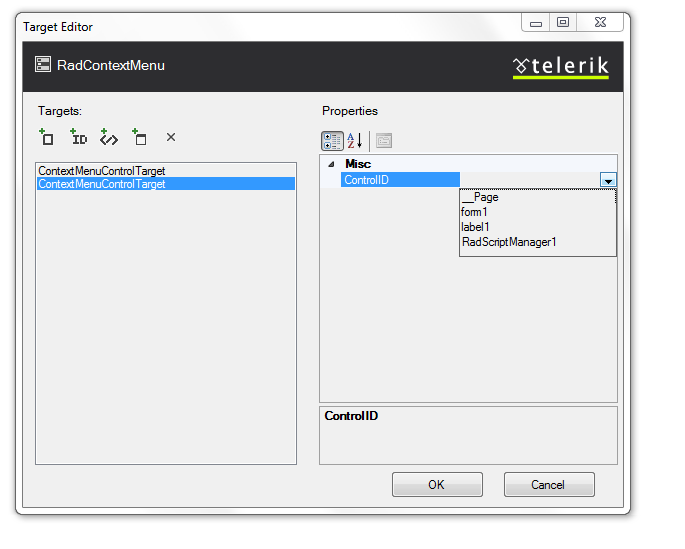 Target Editor
RadContextMenu
telerik
Targets:
Properties
ID
A
Z
ContextMenuControlTarget
ContextMenuControlTarget
Misc
ControlID
__Page
form1
label1
RadScriptManager1
ControlID
OK
Cancel